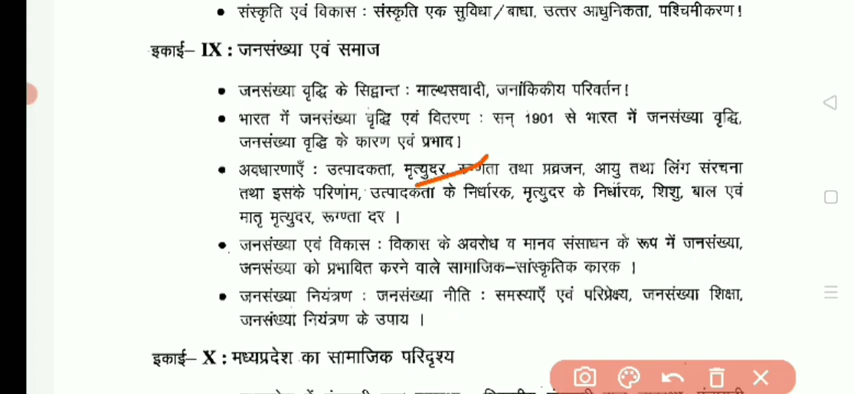 • संस्कृति एवं विकास : संस्कृति एक सुविधा/बाधा, उत्तर आधुनिकता, पश्चिमीकरण!
इकाई– IX : जनसंख्या एवं समाज
• जनसंख्या वृद्धि के सिद्वान्त : माल्थसवादी, जनांकिकीय परिवर्तन!
• भारत में जनसंख्या वृद्वि एवं वितरण : सन् 1901 से भारत में जनसंख्या वृद्वि,
जनसंख्या वृद्वि के कारण एवं प्रभाव।
• अवधारणाएँ : उत्पादकता, मृत्युदर, तथा प्रव्रजन, आयु तथा लिंग संरचना
तथा इसके परिणाम, उत्पादकता के निर्धारक, मृत्युदर के निर्धारक, शिशु, बाल एवं
मातृ मृत्युदर, रूग्ण्ता दर ।
• जनसंख्या एवं विकास : विकास के अवरोध व मानव संसाधन के रूप में जनसंख्या,
जनसंख्या को प्रभावित करने वाले सामाजिक–सांस्कृतिक कारक ।
• जनसंख्या नियंत्रण : जनसंख्या नीति : समस्याएँ एवं परिप्रेक्ष्य, जनसंख्या शिक्षा,
जनसंख्या नियंत्रण के उपाय ।
इकाई– X : मध्यप्रदेश का सामाजिक परिदृश्य